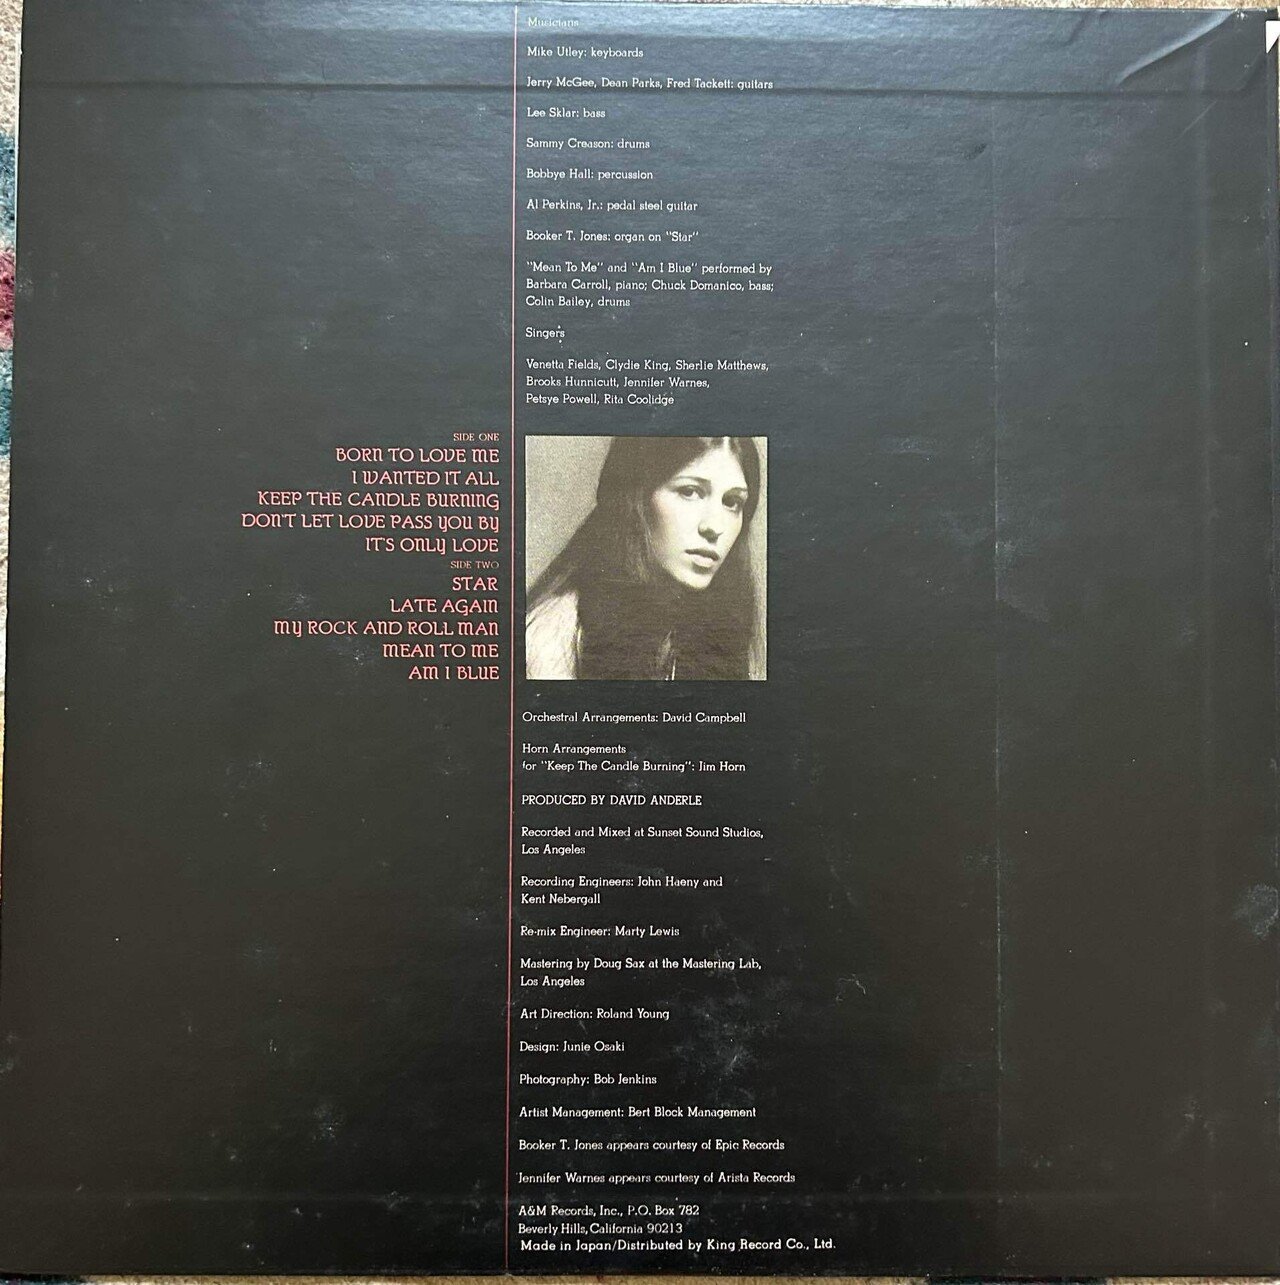 Musicians
Mike Utley: keyboards
Jerry McGee, Dean Parks, Fred Tackett: guitars
Lee Sklar: bass
Sammy Creason: drums
Bobbye Hall: percussion
Al Perkins, Jr.: pedal steel guitar
Booker T. Jones: organ on "Star"
"Mean To Me" and "Am I Blue" performed by
Barbara Carroll, piano; Chuck Domanico, bass;
Colin Bailey, drums
Singers
Venetta Fields, Clydie King, Sherlie Matthews,
Brooks Hunnicutt, Jennifer Warnes,
Petsye Powell, Rita Coolidge
SIDE ONE
BORN TO LOVE ME
I WANTED IT ALL
KEEP THE CANDLE BURNING
DON'T LET LOVE PASS YOU BY
IT'S ONLY LOVE
SIDE TWO
STAR
LATE AGAIN
MY ROCK AND ROLL MAN
MEAN TO ME
AM I BLUE
Orchestral Arrangements: David Campbell
Horn Arrangements
for "Keep The Candle Burning": Jim Horn
PRODUCED BY DAVID ANDERLE
Recorded and Mixed at Sunset Sound Studios,
Los Angeles
Recording Engineers: John Haeny and
Kent Nebergall
Re-mix Engineer: Marty Lewis
Mastering by Doug Sax at the Mastering Lab,
Los Angeles
Art Direction: Roland Young
Design: Junie Osaki
Photography: Bob Jenkins
Artist Management: Bert Block Management
Booker T. Jones appears courtesy of Epic Records
Jennifer Warnes appears courtesy of Arista Records
A&M Records, Inc., P.O. Box 782
Beverly Hills, California 90213
Made in Japan/Distributed by King Record Co., Ltd.